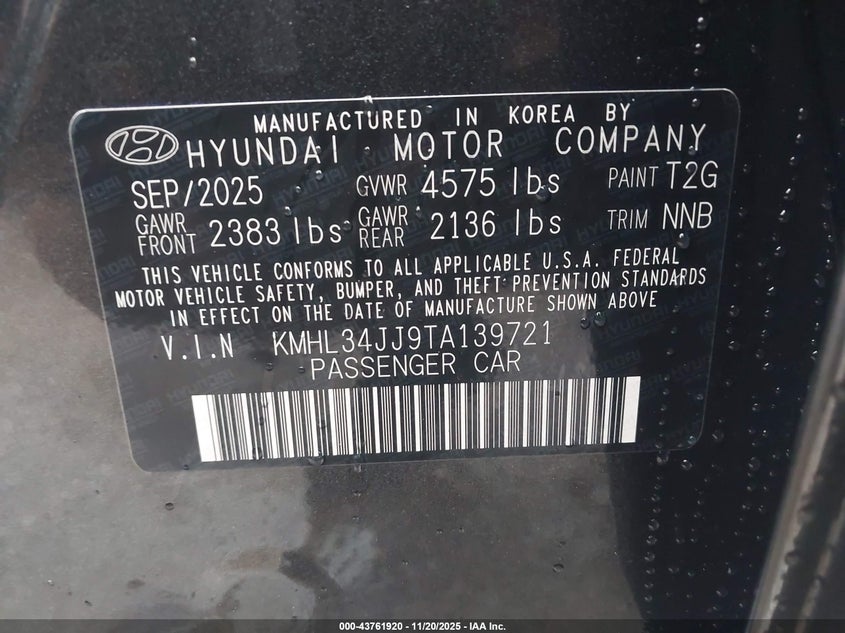 MANUFACTURED IN KOREA BY
HYUNDAI MOTOR COMPANY
SEP/2025 GVWR 4575 lbs PAINT T2G
GAWR FRONT 2383 lbs GAWR REAR 2136 lbs TRIM NNB
THIS VEHICLE CONFORMS TO ALL APPLICABLE U.S.A. FEDERAL
MOTOR VEHICLE SAFETY, BUMPER, AND THEFT PREVENTION STANDARDS
IN EFFECT ON THE DATE OF MANUFACTURE SHOWN ABOVE
V.I.N KMHL34JJ9TA139721
PASSENGER CAR
000-43761920 | 11/20/2025 - IAA Inc.